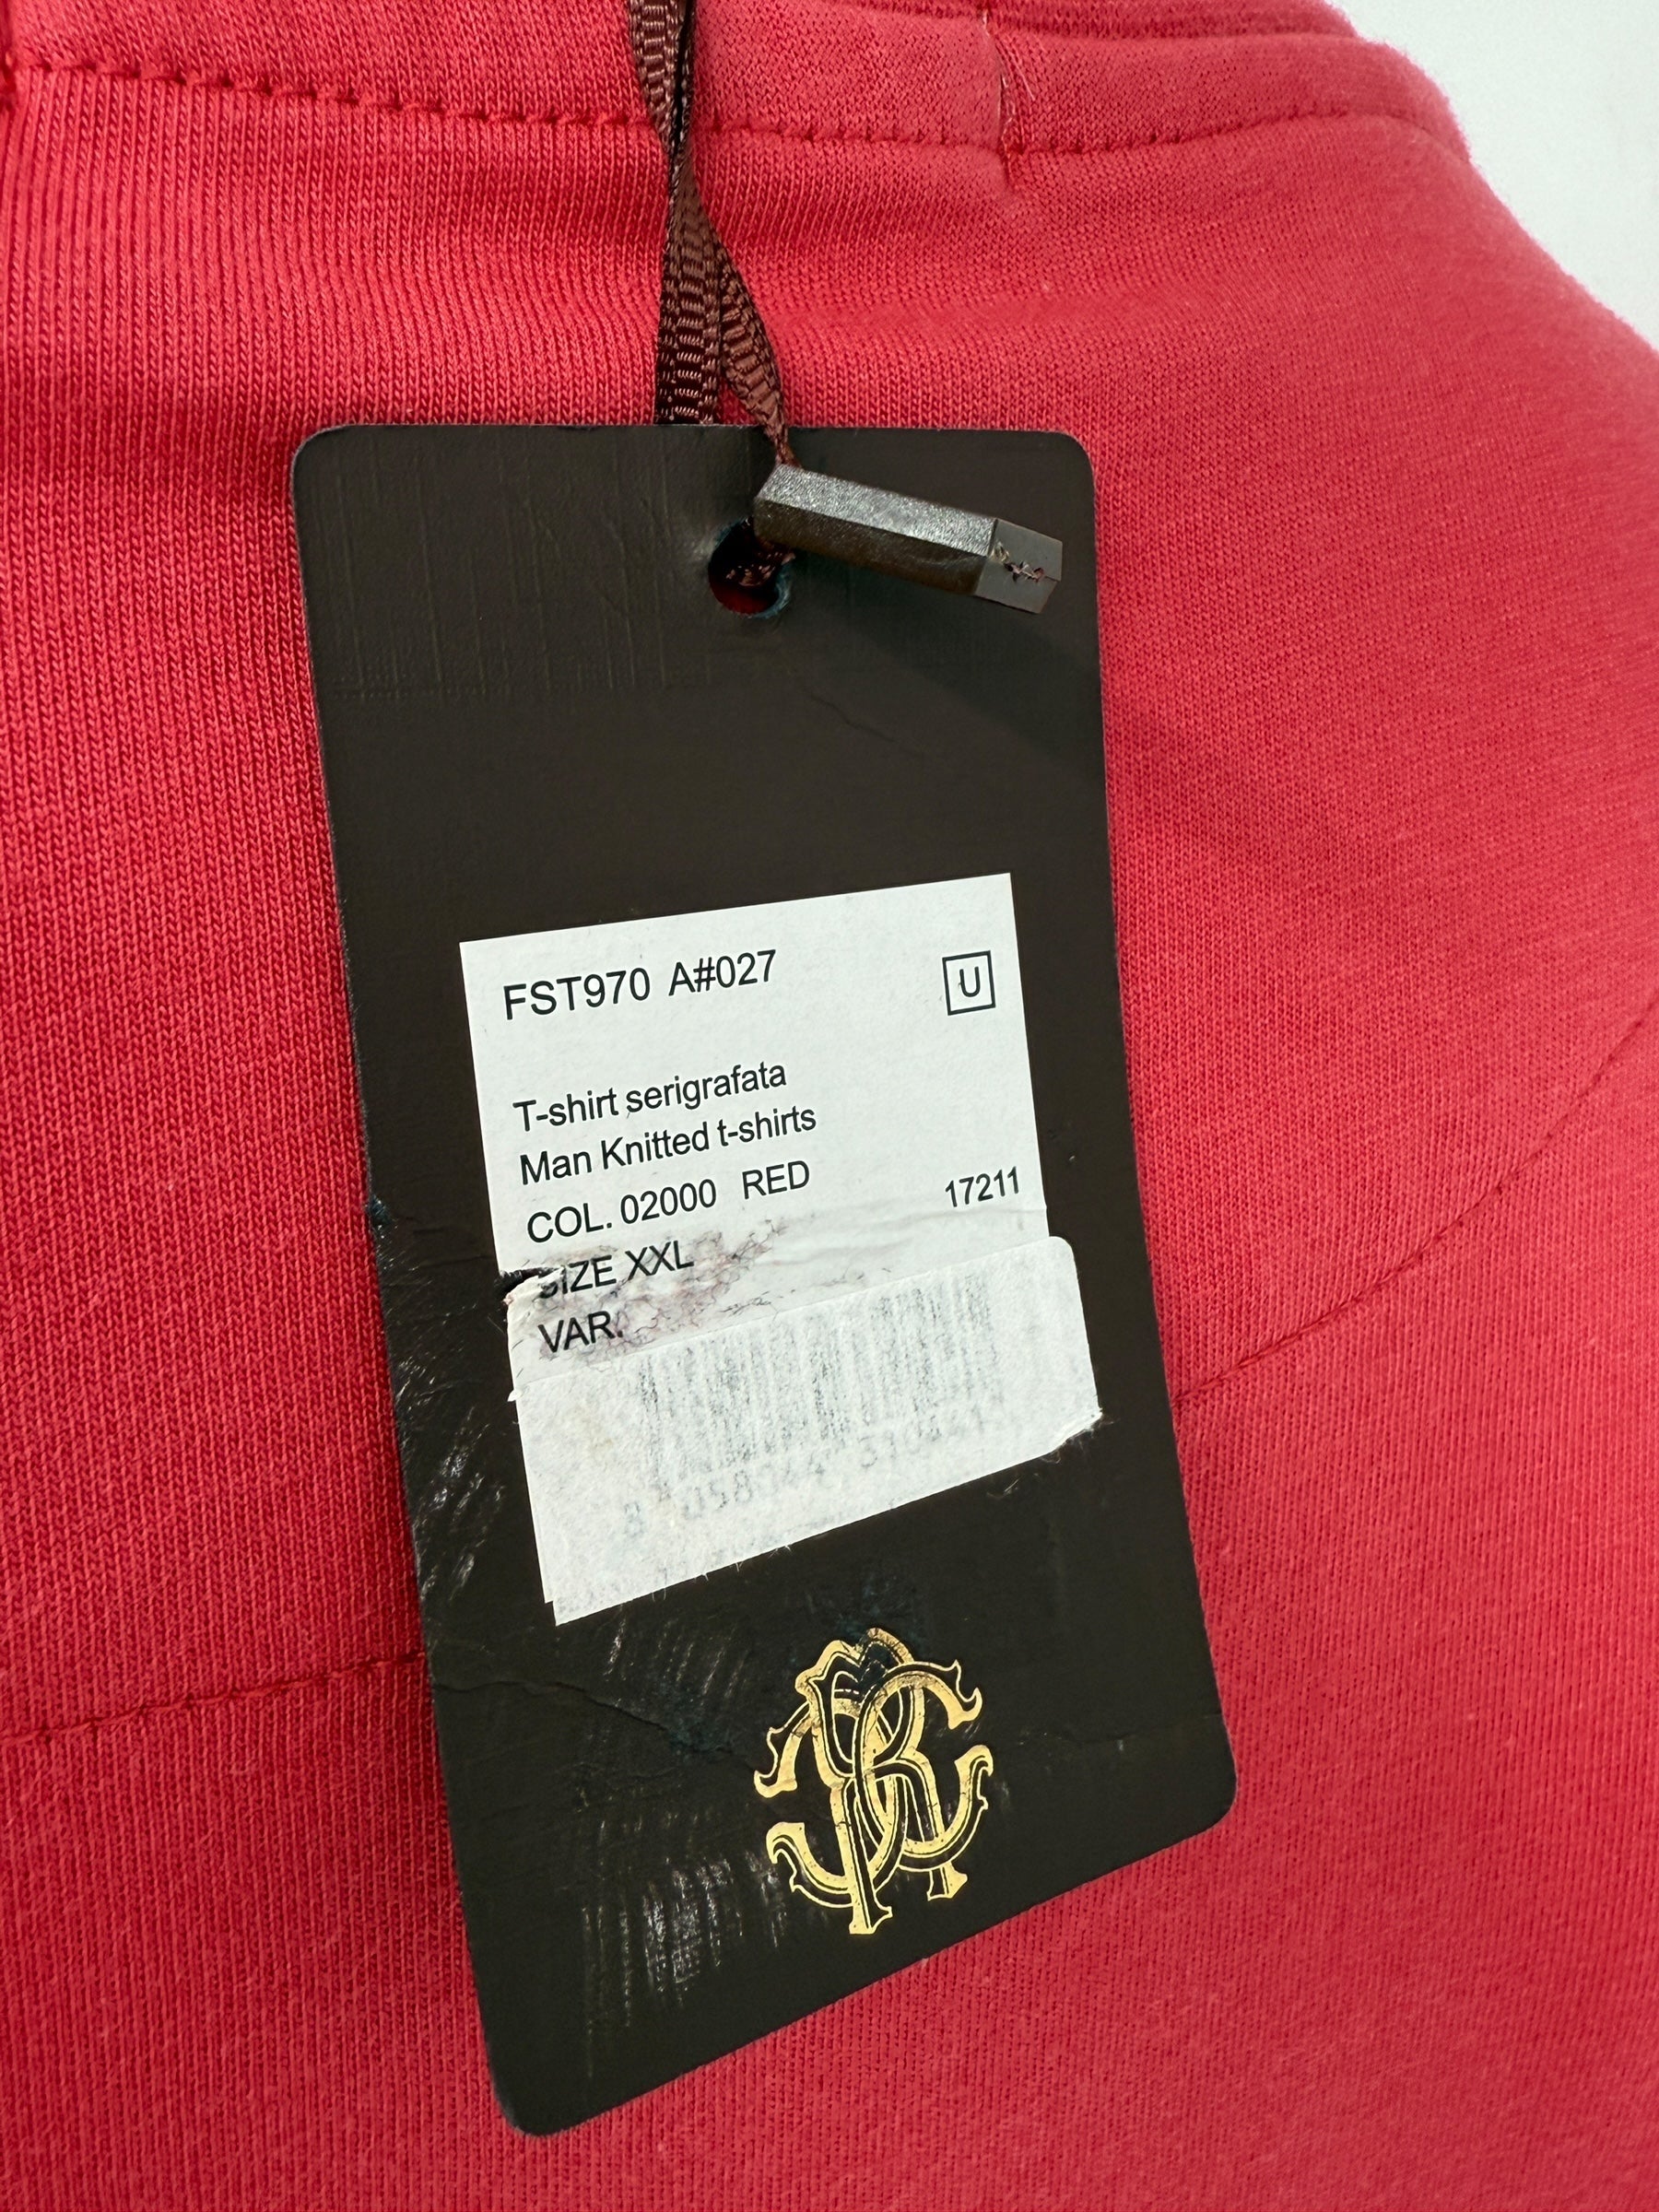 FST970 A#027
U
T-shirt serigrafata
Man Knitted t-shirts
COL. 02000 RED
17211
SIZE XXL
VAR.